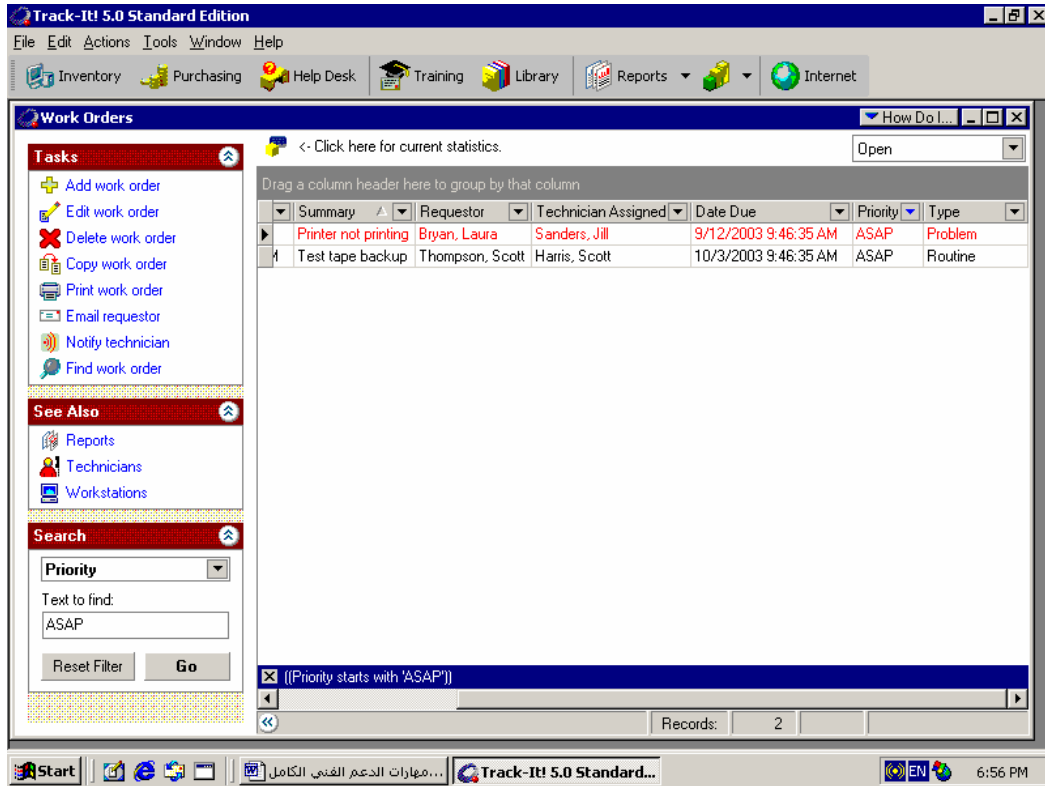 Track-It! 5.0 Standard Edition
File Edit Actions Tools Window Help
Inventory Purchasing Help Desk Training Library Reports Internet
Work Orders How Do I...
Tasks
Add work order
Edit work order
Delete work order
Copy work order
Print work order
Email requestor
Notify technician
Find work order
See Also
Reports
Technicians
Workstations
Search
Priority
Text to find:
ASAP
Reset Filter Go
<- Click here for current statistics. Open
Drag a column header here to group by that column
Summary Requestor Technician Assigned Date Due Priority Type
Printer not printing Bryan, Laura Sanders, Jill 9/12/2003 9:46:35 AM ASAP Problem
Test tape backup Thompson, Scott Harris, Scott 10/3/2003 9:46:35 AM ASAP Routine
((Priority starts with 'ASAP'))
Records: 2
Start مهارات الدعم الفني الكامل... Track-It! 5.0 Standard... EN 6:56 PM